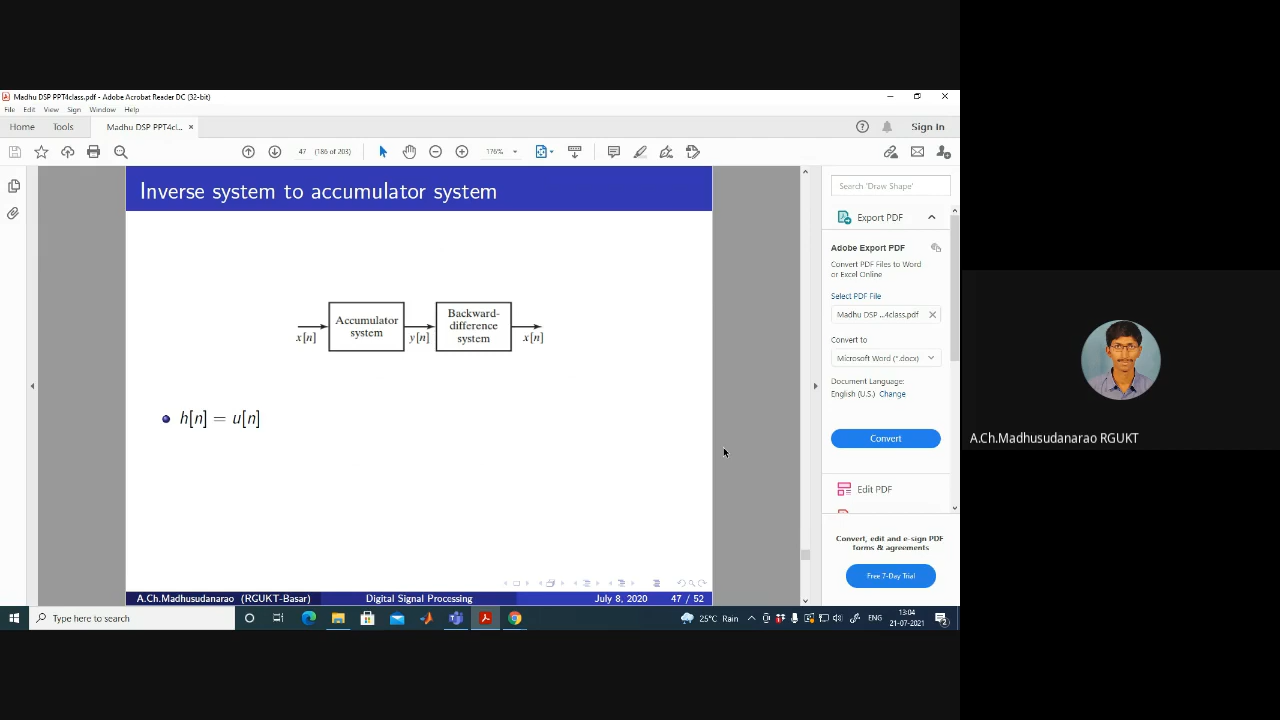 Madhu DSP PPT4class.pdf - Adobe Acrobat Reader DC (32-bit)
File Edit View Sign Window Help
Home Tools Madhu DSP PPT4cl... × Sign In
47 (186 of 203) 176%
Inverse system to accumulator system
Accumulator system
Backward-difference system
x[n] y[n] x[n]
h[n] = u[n]
A.Ch.Madhusudanarao (RGUKT-Basar) Digital Signal Processing July 8, 2020 47 / 52
Search 'Draw Shape'
Export PDF
Adobe Export PDF
Convert PDF Files to Word
or Excel Online
Select PDF File
Madhu DSP ...4class.pdf
Convert to
Microsoft Word (*.docx)
Document Language:
English (U.S.) Change
Convert
Edit PDF
Convert, edit and e-sign PDF
forms & agreements
Free 7-Day Trial
Type here to search
25°C Rain ENG 13:04
21-07-2021
2
A.Ch.Madhusudanarao RGUKT